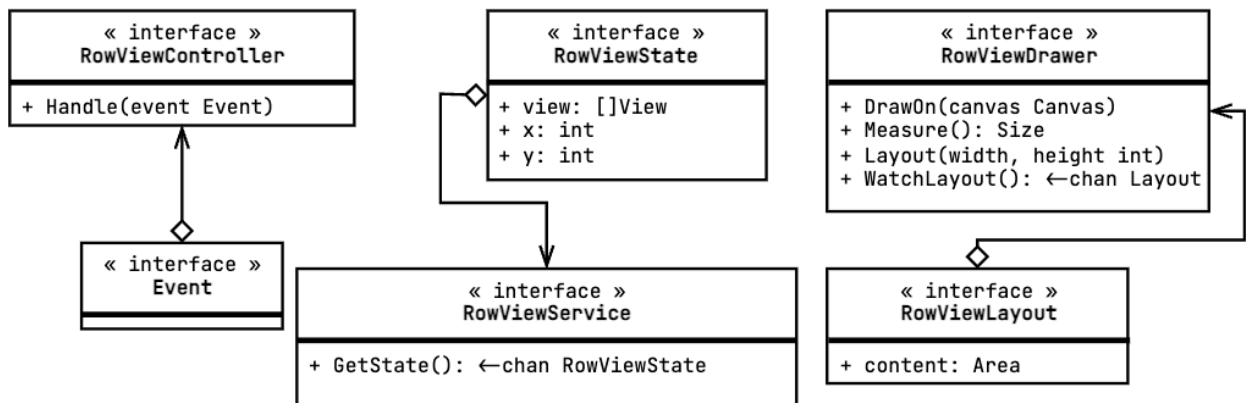 « interface »
RowViewController
+ Handle(event Event)
« interface »
RowViewState
+ view: []View
+ x: int
+ y: int
« interface »
RowViewDrawer
+ DrawOn(canvas Canvas)
+ Measure(): Size
+ Layout(width, height int)
+ WatchLayout(): <-chan Layout
« interface »
Event
« interface »
RowViewService
+ GetState(): <-chan RowViewState
« interface »
RowViewLayout
+ content: Area